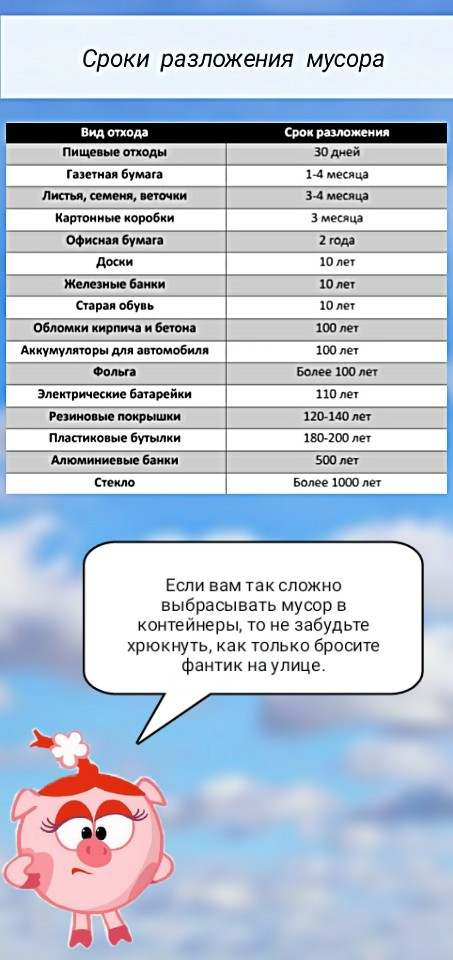 Сроки разложения мусора
Вид отхода Срок разложения
Пищевые отходы 30 дней
Газетная бумага 1-4 месяца
Листья, семеня, веточки 3-4 месяца
Картонные коробки 3 месяца
Офисная бумага 2 года
Доски 10 лет
Железные банки 10 лет
Старая обувь 10 лет
Обломки кирпича и бетона 100 лет
Аккумуляторы для автомобиля 100 лет
Фольга Более 100 лет
Электрические батарейки 110 лет
Резиновые покрышки 120-140 лет
Пластиковые бутылки 180-200 лет
Алюминиевые банки 500 лет
Стекло Более 1000 лет
Если вам так сложно
выбрасывать мусор в
контейнеры, то не забудьте
хрюкнуть, как только бросите
фантик на улице.